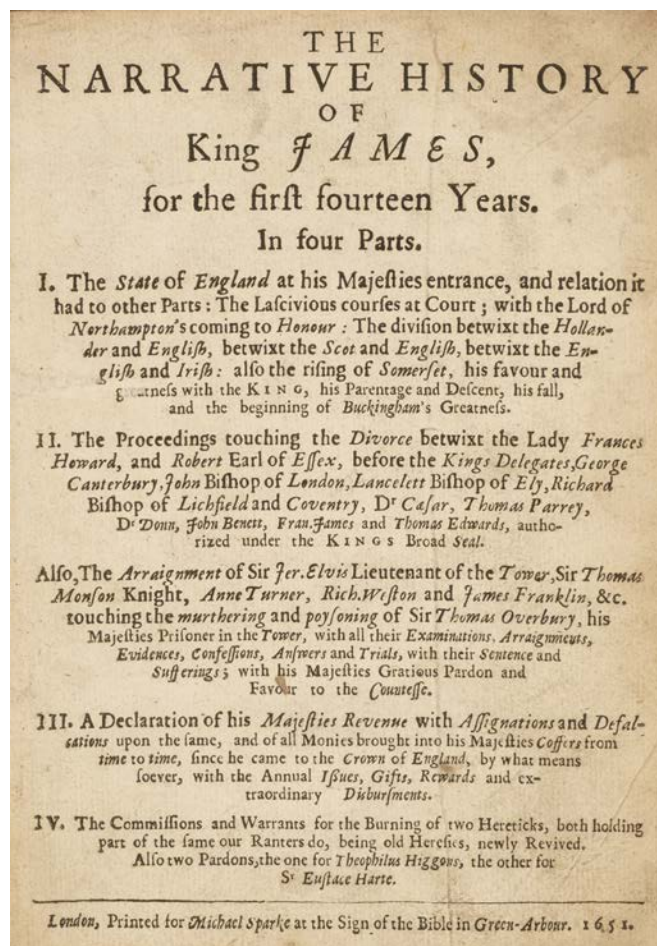 THE
NARRATIVE HISTORY
OF
King JAMES,
for the firſt fourteen Years.
In four Parts.
I. The State of England at his Majeſties entrance, and relation it
had to other Parts : The Laſcivious courſes at Court ; with the Lord of
Northampton's coming to Honour : The diviſion betwixt the Hollan-
der and Engliſh, betwixt the Scot and Engliſh, betwixt the En-
gliſh and Iriſh : alſo the riſing of Somerſet, his favour and
with the KING, his Parentage and Deſcent, his fall,
and the beginning of Buckingham's Greatneſs.
II. The Proceedings touching the Divorce betwixt the Lady Frances
Howard, and Robert Earl of Eſſex, before the Kings Delegates, George
Canterbury, John Biſhop of London, Lancelett Biſhop of Ely, Richard
Biſhop of Lichfield and Coventry, Dr Cæſar, Thomas Parrey,
Dr Donn, John Benett, Fran. James and Thomas Edwards, autho-
rized under the KINGS Broad Seal.
Alſo, The Arraignment of Sir Jer. Elvis Lieutenant of the Tower, Sir Thomas
Monſon Knight, Anne Turner, Rich. Weſton and James Franklin, &c.
touching the murthering and poyſoning of Sir Thomas Overbury, his
Majeſties Priſoner in the Tower, with all their Examinations, Arraignments,
Evidences, Confeſſions, Anſwers and Trials, with their Sentence and
Sufferings ; with his Majeſties Gratious Pardon and
Favour to the Counteſſe.
III. A Declaration of his Majeſties Revenue with Aſſignations and Defal-
cations upon the ſame, and of all Monies brought into his Majeſties Coffers from
time to time, ſince he came to the Crown of England, by what means
ſoever, with the Annual Iſſues, Gifts, Rewards and ex-
traordinary Disburſments.
IV. The Commiſſions and Warrants for the Burning of two Hereticks, both holding
part of the ſame our Ranters do, being old Hereſies, newly Revived.
Alſo two Pardons, the one for Theophilus Higgons, the other for
Sr Euſtace Harte.
London, Printed for Michael Sparke at the Sign of the Bible in Green-Arbour. 1651.